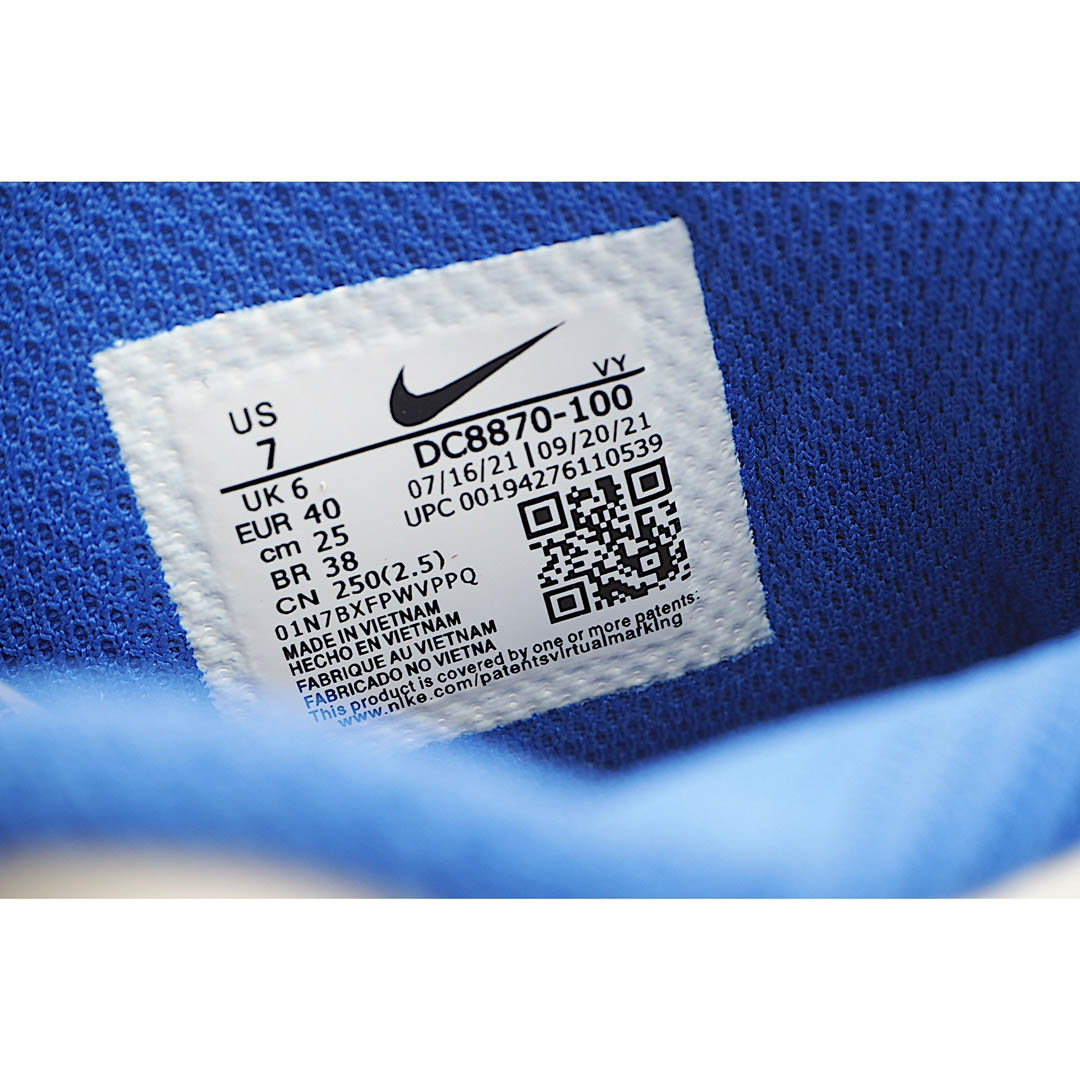 US
7
VY
DC8870-100
07/16/21 | 09/20/21
UPC 00194276110539
UK 6
EUR 40
cm 25
BR 38
CN 250(2.5)
01N7BXFPWVPPQ
MADE IN VIETNAM
HECHO EN VIETNAM
FABRIQUE AU VIETNAM
FABRICADO NO VIETNA
This product is covered by one or more patents:
www.nike.com/patentsvirtualmarking